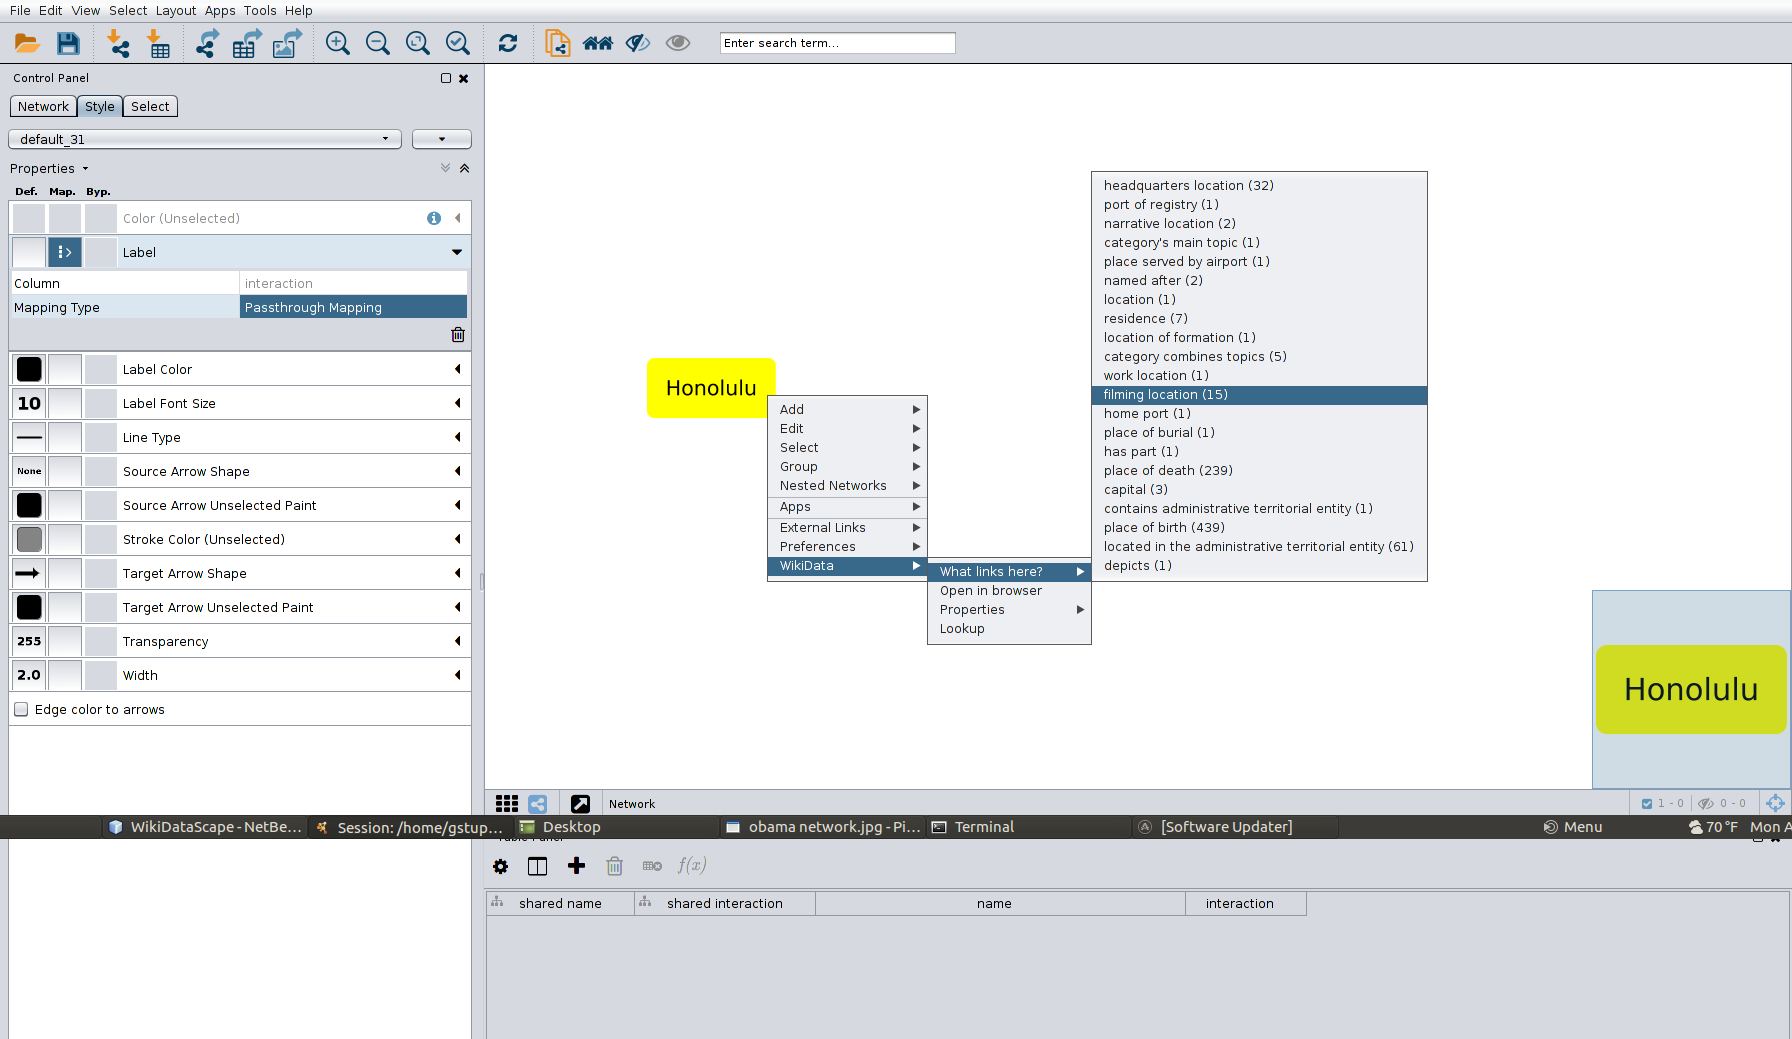 File Edit View Select Layout Apps Tools Help
Enter search term...
Control Panel
Network Style Select
default_31
Properties
Def. Map. Byp.
Color (Unselected)
Label
Column interaction
Mapping Type Passthrough Mapping
Label Color
10 Label Font Size
Line Type
None Source Arrow Shape
Source Arrow Unselected Paint
Stroke Color (Unselected)
Target Arrow Shape
Target Arrow Unselected Paint
255 Transparency
2.0 Width
Edge color to arrows
Honolulu
Add
Edit
Select
Group
Nested Networks
Apps
External Links
Preferences
WikiData
What links here?
Open in browser
Properties
Lookup
headquarters location (32)
port of registry (1)
narrative location (2)
category's main topic (1)
place served by airport (1)
named after (2)
location (1)
residence (7)
location of formation (1)
category combines topics (5)
work location (1)
filming location (15)
home port (1)
place of burial (1)
has part (1)
place of death (239)
capital (3)
contains administrative territorial entity (1)
place of birth (439)
located in the administrative territorial entity (61)
depicts (1)
Honolulu
Network
1 - 0 0 - 0
WikiDataScape - NetBe... Session: /home/gstup... Desktop obama network.jpg - Pi... Terminal [Software Updater] Menu 70 °F Mon A
f(x)
shared name shared interaction name interaction